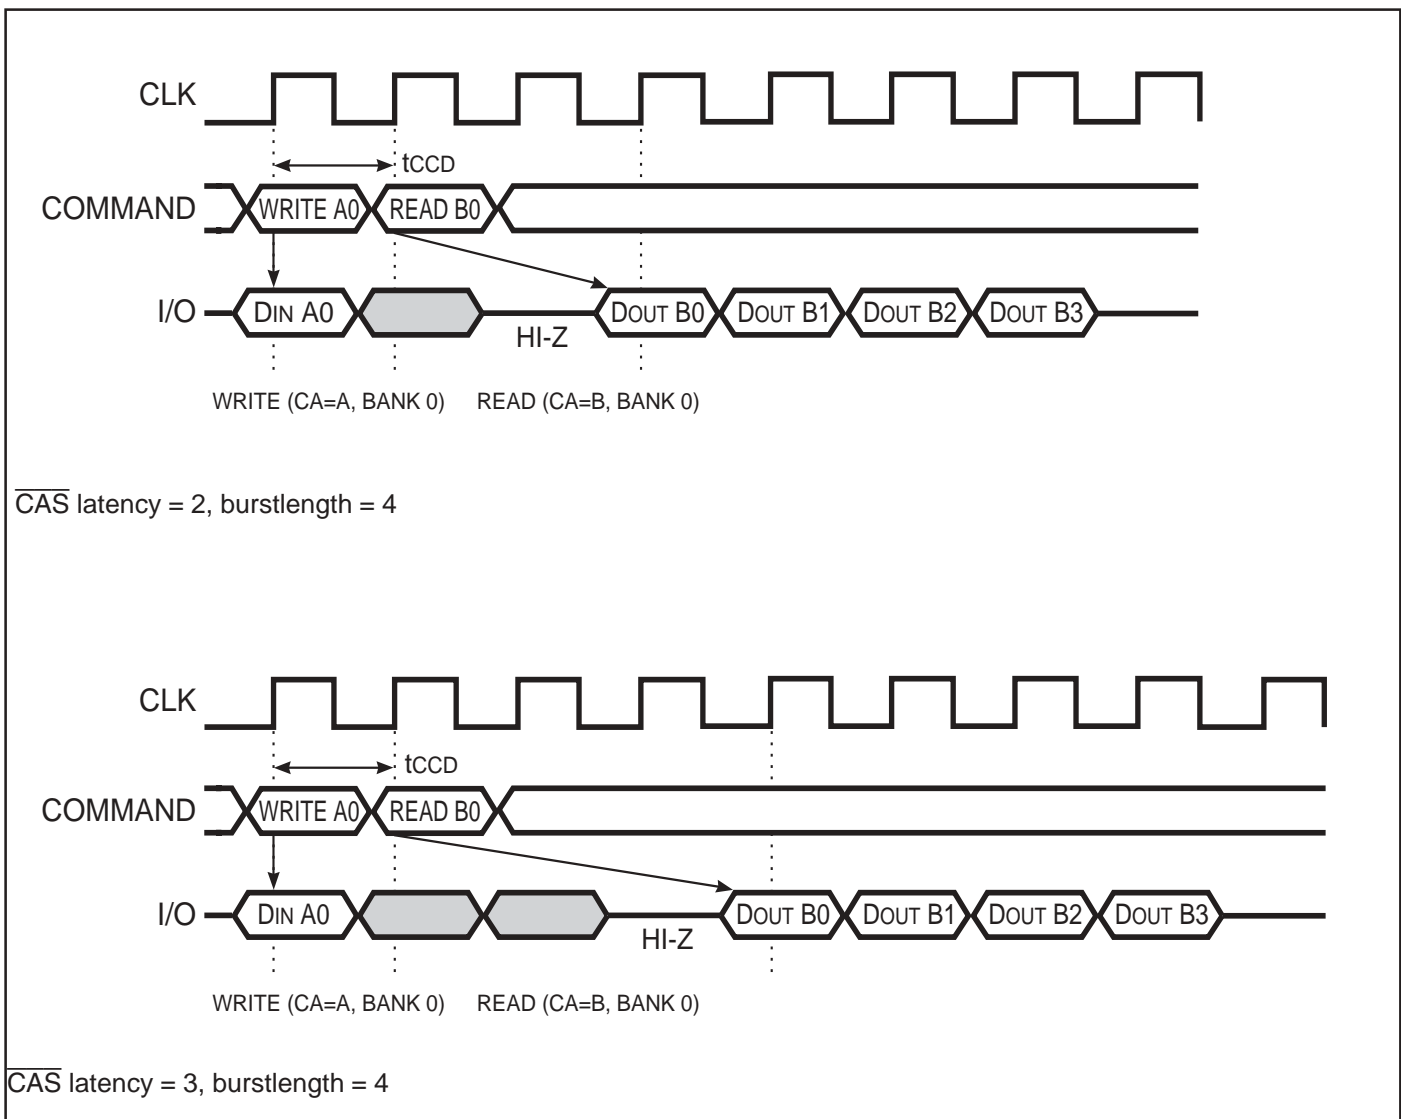 CLK
tCCD
COMMAND WRITE A0 READ B0
I/O DIN A0 DOUT B0 DOUT B1 DOUT B2 DOUT B3
HI-Z
WRITE (CA=A, BANK 0) READ (CA=B, BANK 0)
CAS latency = 2, burstlength = 4
CLK
tCCD
COMMAND WRITE A0 READ B0
I/O DIN A0 DOUT B0 DOUT B1 DOUT B2 DOUT B3
HI-Z
WRITE (CA=A, BANK 0) READ (CA=B, BANK 0)
CAS latency = 3, burstlength = 4